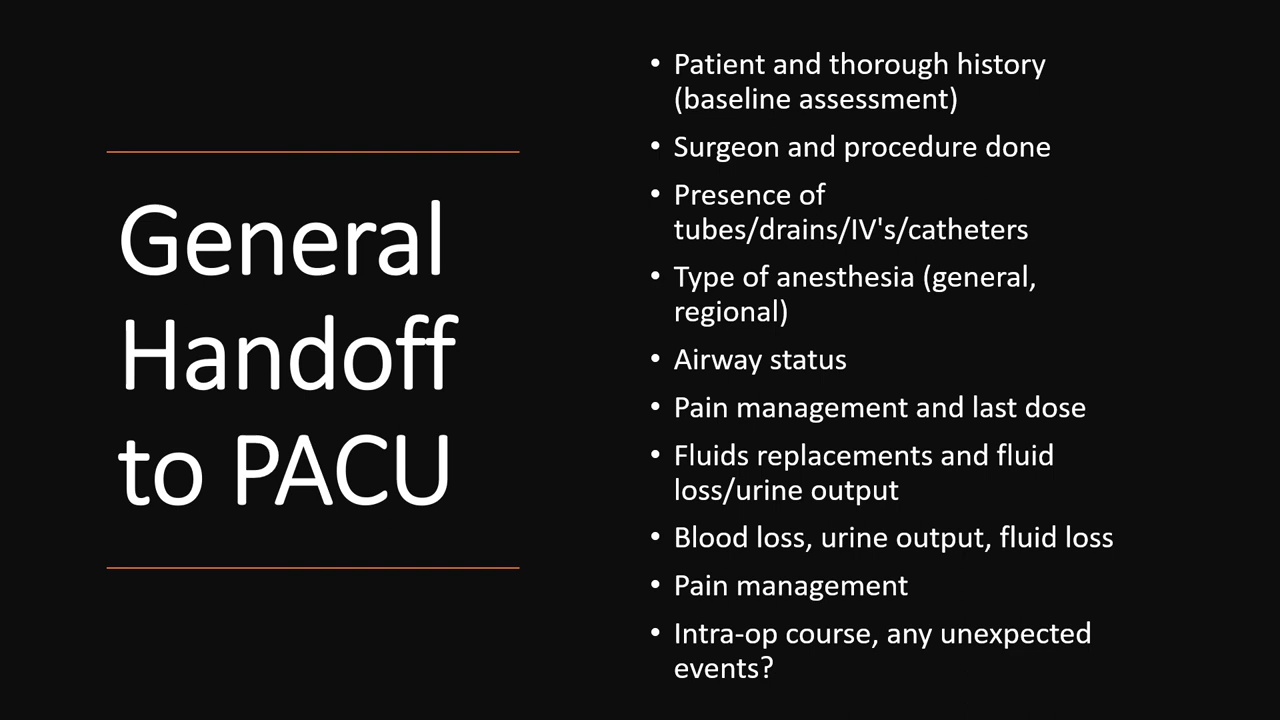 General
Handoff
to PACU
• Patient and thorough history
(baseline assessment)
• Surgeon and procedure done
• Presence of
tubes/drains/IV's/catheters
• Type of anesthesia (general,
regional)
• Airway status
• Pain management and last dose
• Fluids replacements and fluid
loss/urine output
• Blood loss, urine output, fluid loss
• Pain management
• Intra-op course, any unexpected
events?